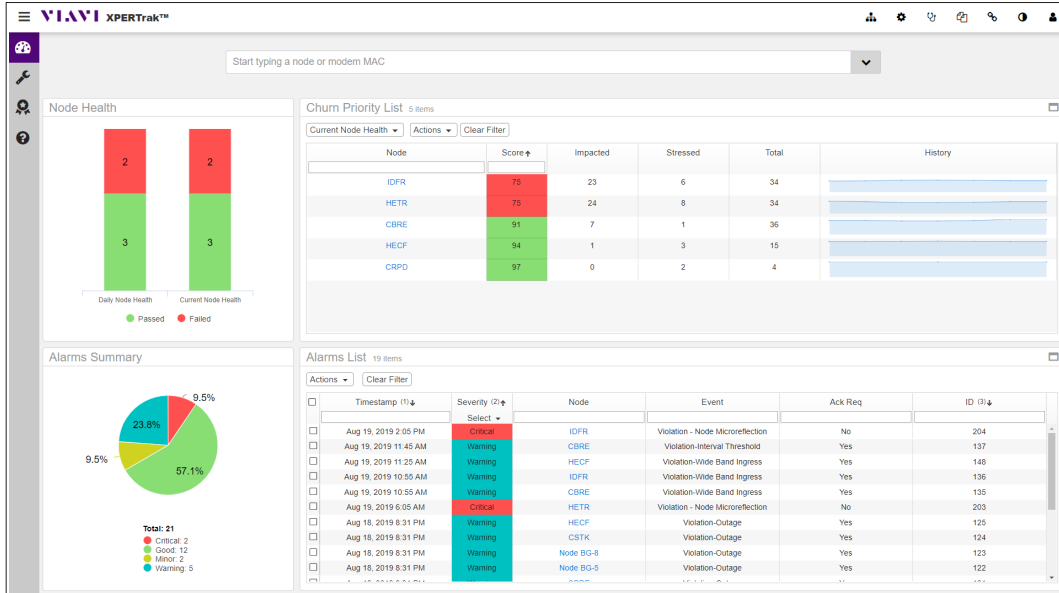 VIAVI XPERTrak™
Start typing a node or modem MAC
Node Health
2
2
3
3
Daily Node Health Current Node Health
Passed Failed
Churn Priority List 5 items
Current Node Health Actions Clear Filter
Node Score Impacted Stressed Total History
IDFR 75 23 6 34
HETR 75 24 8 34
CBRE 91 7 1 36
HECF 94 1 3 15
CRPD 97 0 2 4
Alarms Summary
9.5%
23.8%
9.5%
57.1%
Total: 21
Critical: 2
Good: 12
Minor: 2
Warning: 5
Alarms List 19 items
Actions Clear Filter
Timestamp (1) Severity (2) Node Event Ack Req ID (3)
Select
Aug 19, 2019 2:05 PM Critical IDFR Violation - Node Microreflection No 204
Aug 19, 2019 11:45 AM Warning CBRE Violation-Interval Threshold Yes 137
Aug 19, 2019 11:25 AM Warning HECF Violation-Wide Band Ingress Yes 148
Aug 19, 2019 10:55 AM Warning IDFR Violation-Wide Band Ingress Yes 136
Aug 19, 2019 10:55 AM Warning CBRE Violation-Wide Band Ingress Yes 135
Aug 19, 2019 6:05 AM Critical HETR Violation - Node Microreflection No 203
Aug 18, 2019 8:31 PM Warning HECF Violation-Outage Yes 125
Aug 18, 2019 8:31 PM Warning CSTK Violation-Outage Yes 124
Aug 18, 2019 8:31 PM Warning Node BG-8 Violation-Outage Yes 123
Aug 18, 2019 8:31 PM Warning Node BG-5 Violation-Outage Yes 122